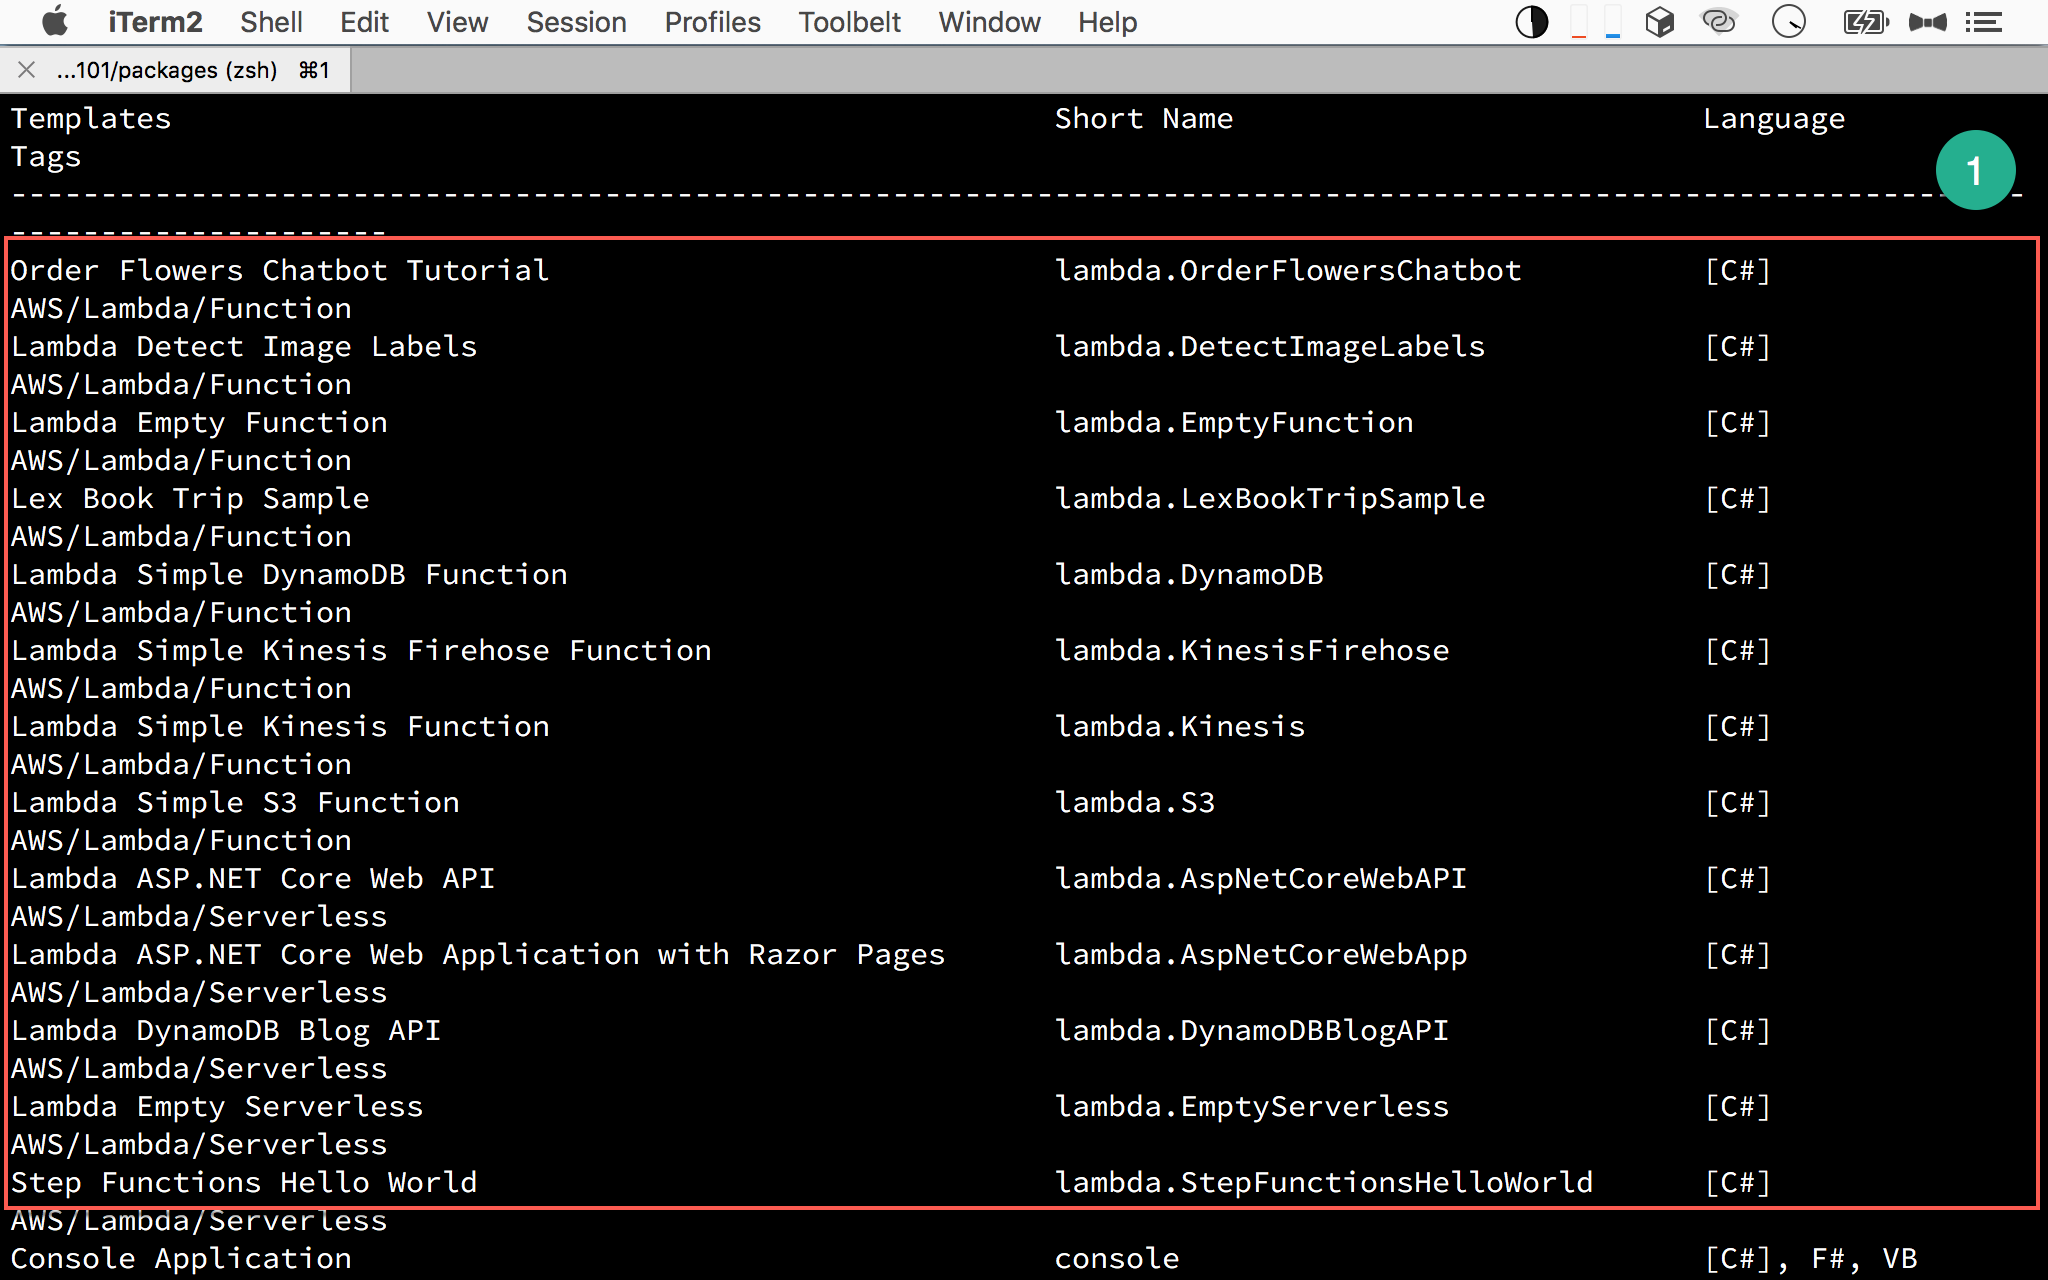 iTerm2 Shell Edit View Session Profiles Toolbelt Window Help
...101/packages (zsh) ⌘1
Templates Short Name Language
Tags
1
--------------------------------------------------------------------------------------------------------------------
---------------------
Order Flowers Chatbot Tutorial lambda.OrderFlowersChatbot [C#]
AWS/Lambda/Function
Lambda Detect Image Labels lambda.DetectImageLabels [C#]
AWS/Lambda/Function
Lambda Empty Function lambda.EmptyFunction [C#]
AWS/Lambda/Function
Lex Book Trip Sample lambda.LexBookTripSample [C#]
AWS/Lambda/Function
Lambda Simple DynamoDB Function lambda.DynamoDB [C#]
AWS/Lambda/Function
Lambda Simple Kinesis Firehose Function lambda.KinesisFirehose [C#]
AWS/Lambda/Function
Lambda Simple Kinesis Function lambda.Kinesis [C#]
AWS/Lambda/Function
Lambda Simple S3 Function lambda.S3 [C#]
AWS/Lambda/Function
Lambda ASP.NET Core Web API lambda.AspNetCoreWebAPI [C#]
AWS/Lambda/Serverless
Lambda ASP.NET Core Web Application with Razor Pages lambda.AspNetCoreWebApp [C#]
AWS/Lambda/Serverless
Lambda DynamoDB Blog API lambda.DynamoDBBlogAPI [C#]
AWS/Lambda/Serverless
Lambda Empty Serverless lambda.EmptyServerless [C#]
AWS/Lambda/Serverless
Step Functions Hello World lambda.StepFunctionsHelloWorld [C#]
AWS/Lambda/Serverless
Console Application console [C#], F#, VB